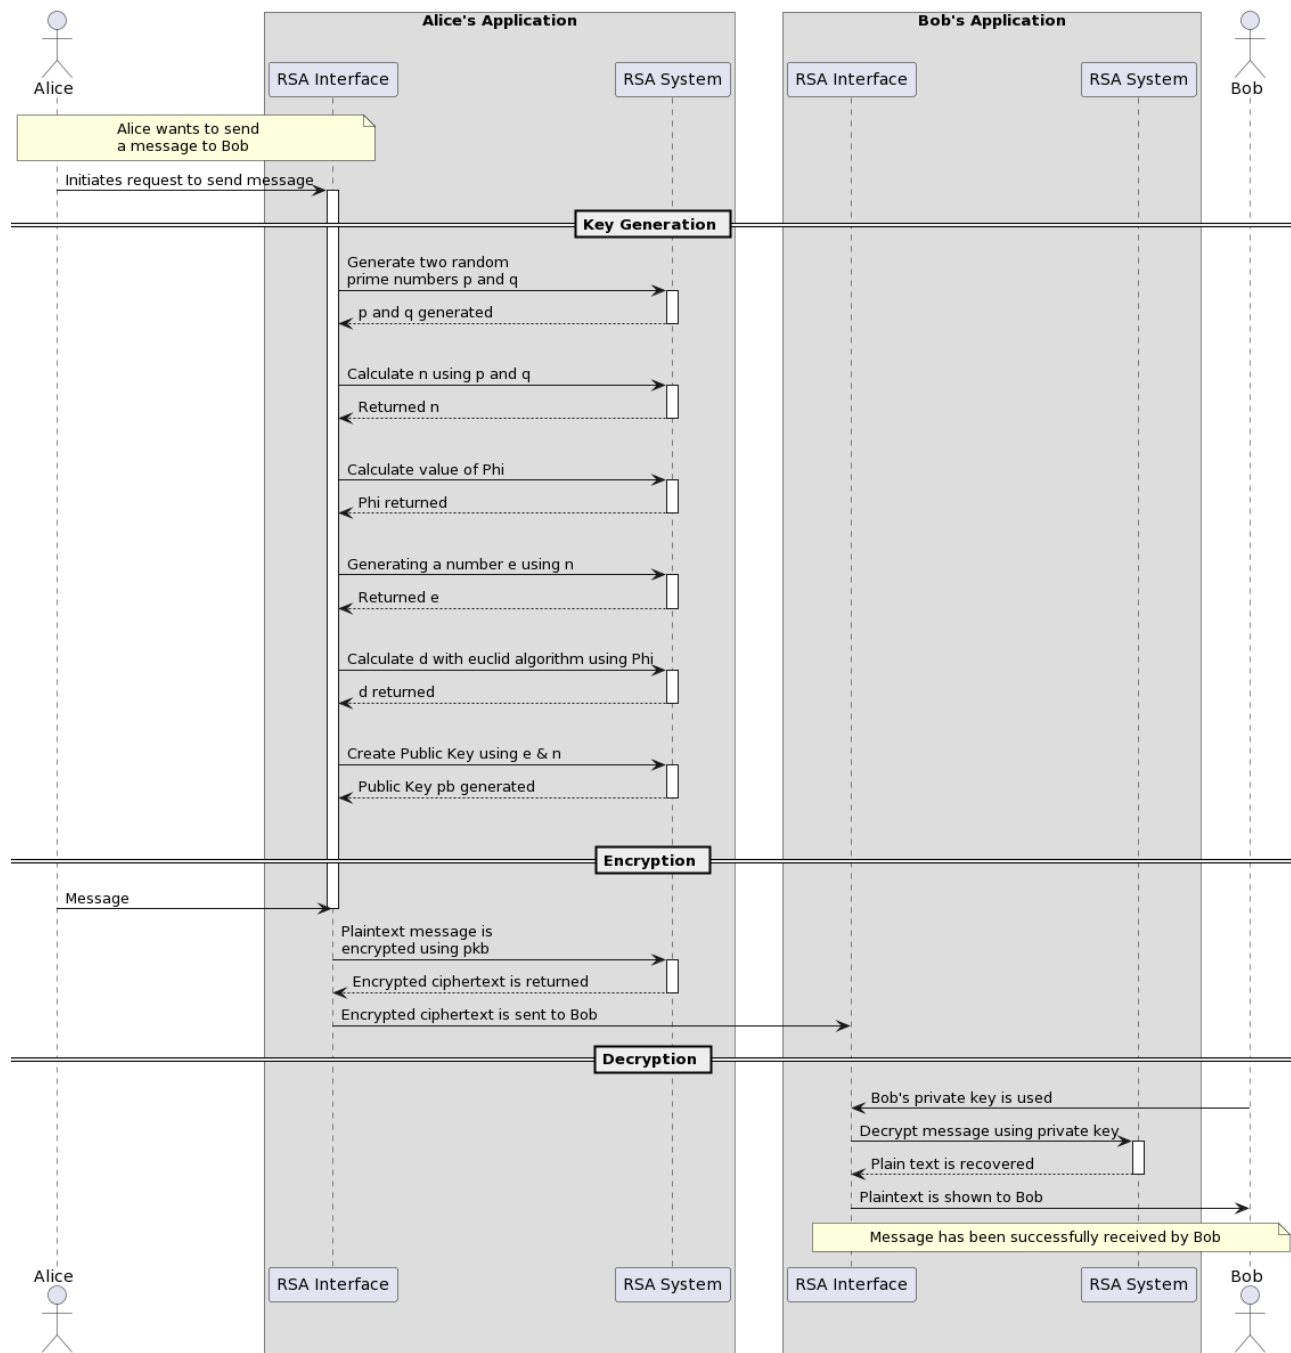 Alice's Application
Bob's Application
Alice
RSA Interface
RSA System
RSA Interface
RSA System
Bob
Alice wants to send
a message to Bob
Initiates request to send message
Key Generation
Generate two random
prime numbers p and q
p and q generated
Calculate n using p and q
Returned n
Calculate value of Phi
Phi returned
Generating a number e using n
Returned e
Calculate d with euclid algorithm using Phi
d returned
Create Public Key using e & n
Public Key pb generated
Encryption
Message
Plaintext message is
encrypted using pkb
Encrypted ciphertext is returned
Encrypted ciphertext is sent to Bob
Decryption
Bob's private key is used
Decrypt message using private key
Plain text is recovered
Plaintext is shown to Bob
Message has been successfully received by Bob
Alice
RSA Interface
RSA System
RSA Interface
RSA System
Bob